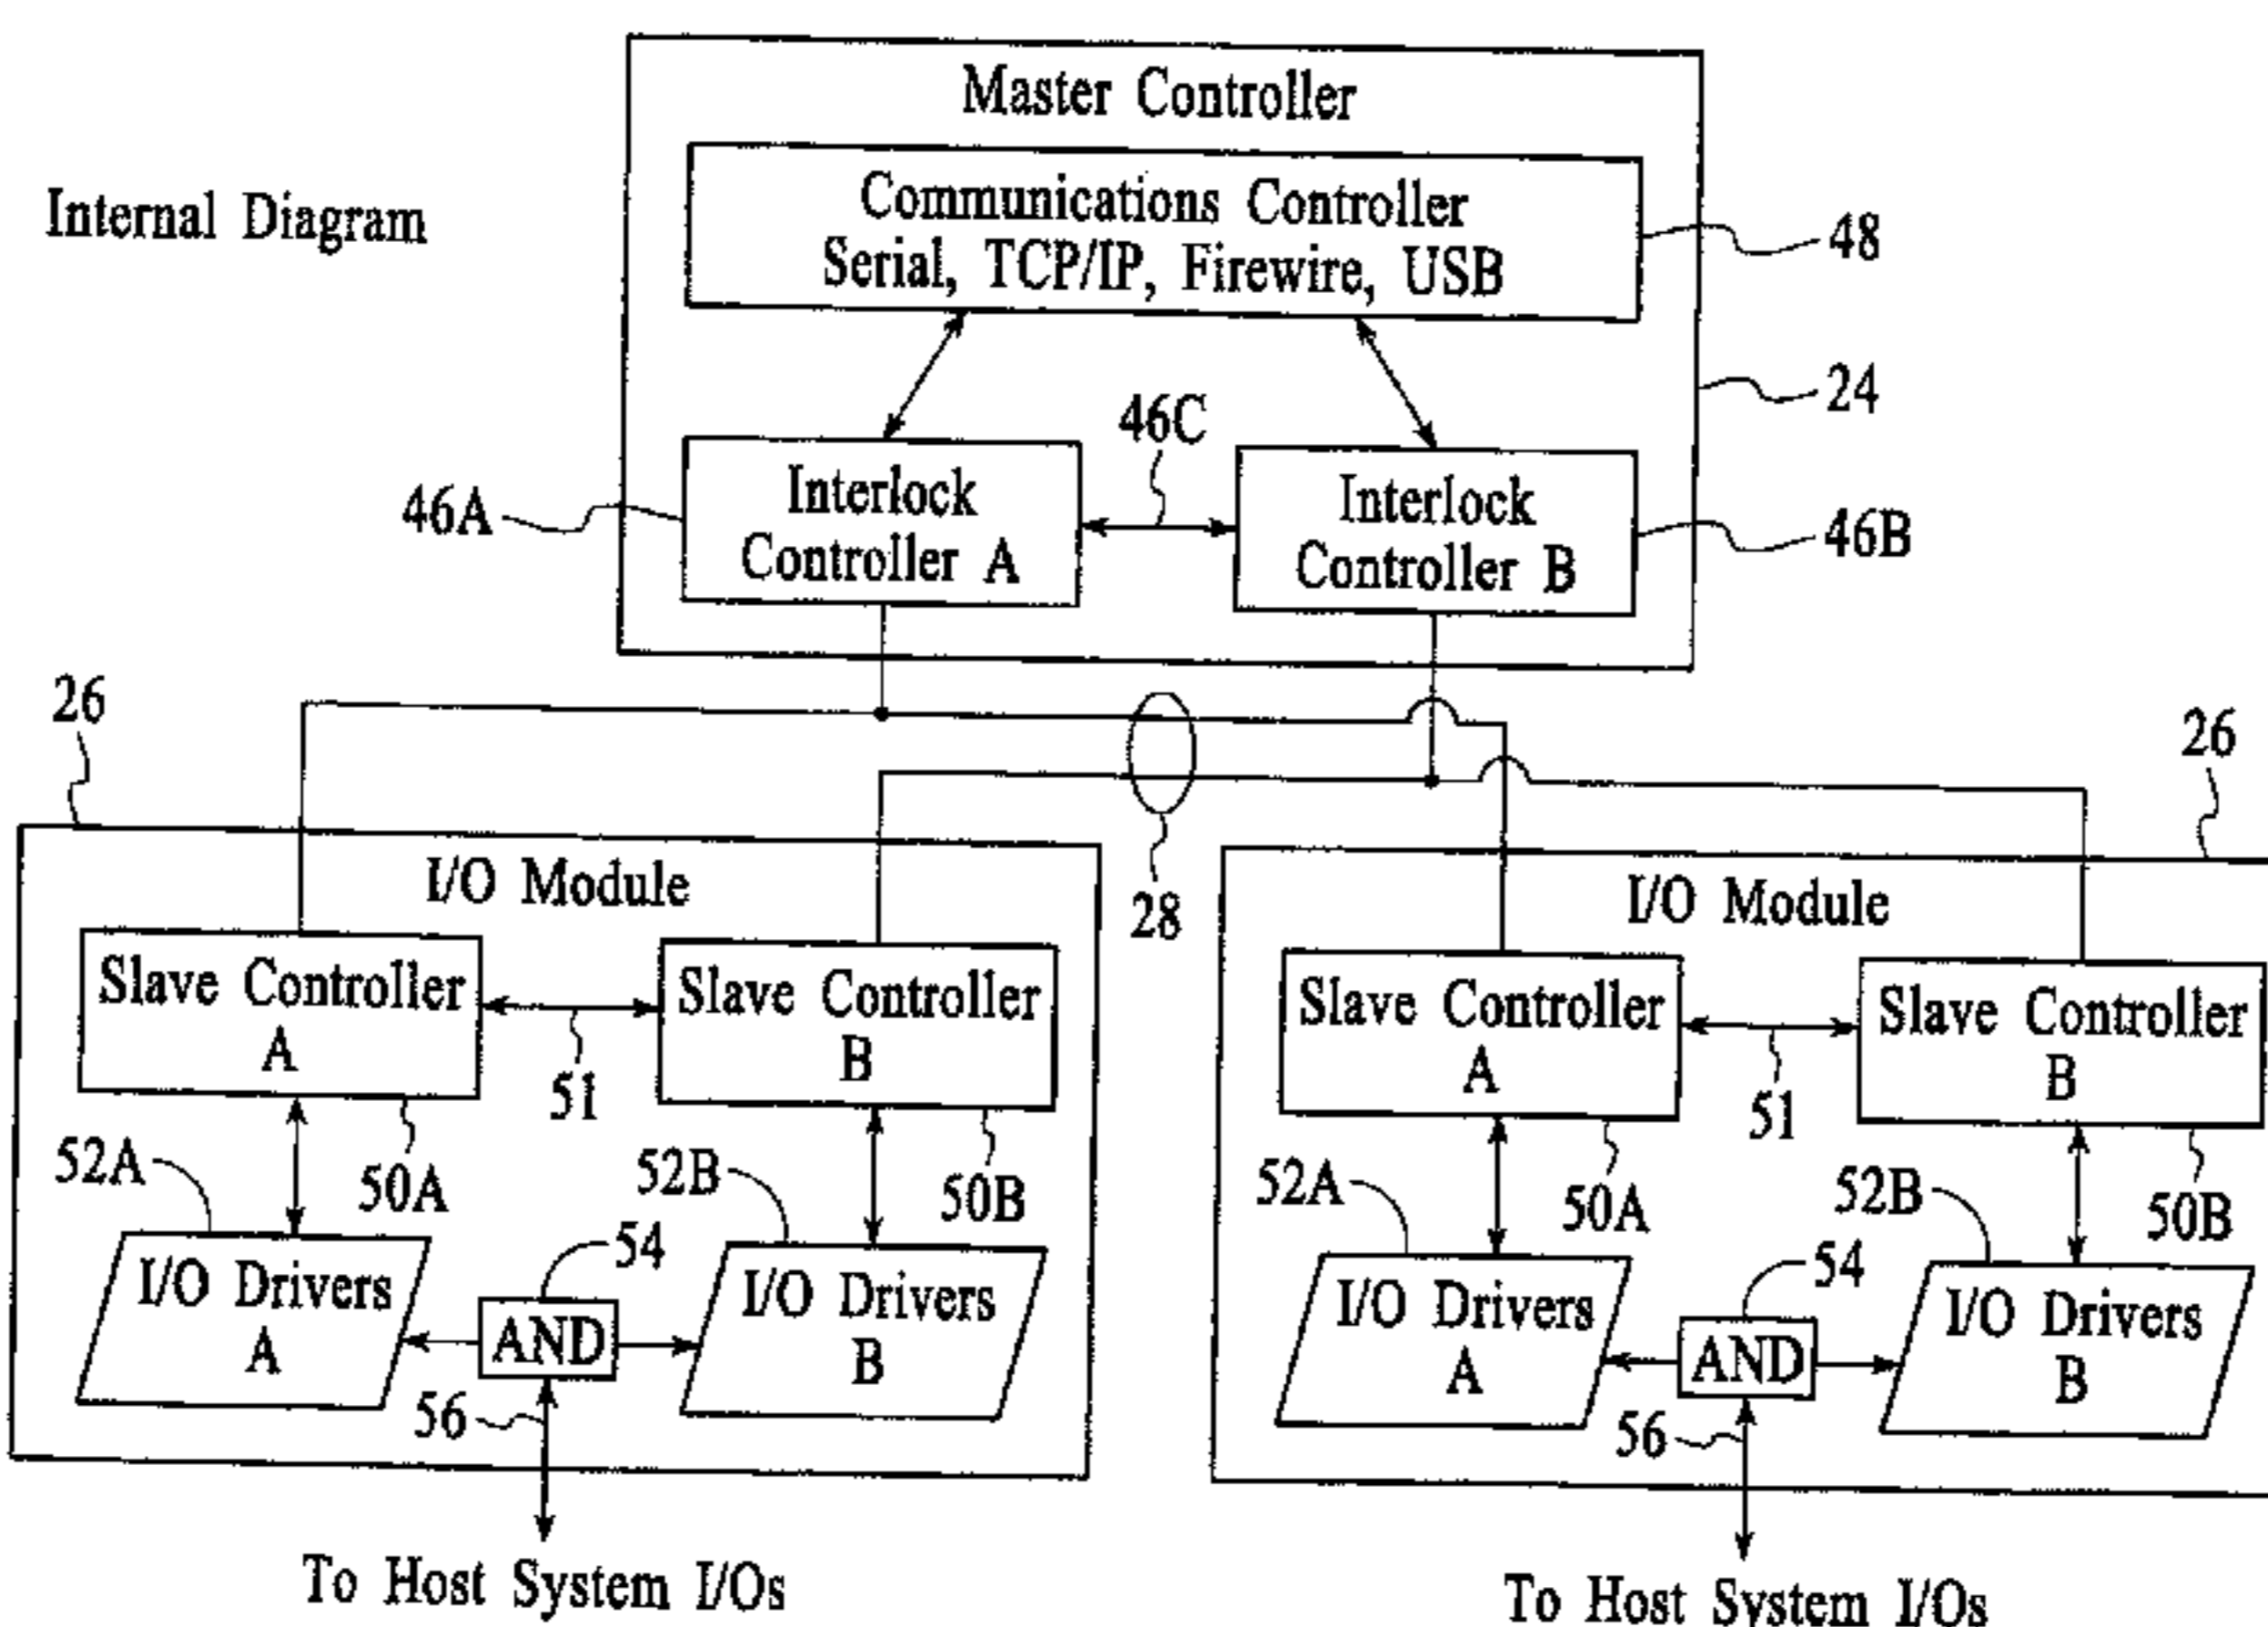 Master Controller
Internal Diagram
Communications Controller
Serial, TCP/IP, Firewire, USB
48
24
46C
46A
Interlock
Controller A
Interlock
Controller B
46B
26
26
28
I/O Module
Slave Controller
A
Slave Controller
B
51
52A
50A
52B
50B
54
I/O Drivers
A
AND
I/O Drivers
B
56
To Host System I/Os
I/O Module
Slave Controller
A
Slave Controller
B
51
52A
50A
52B
50B
54
I/O Drivers
A
AND
I/O Drivers
B
56
To Host System I/Os